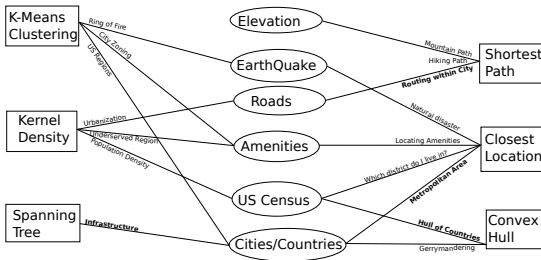 K-Means
Clustering
Ring of Fire
City Zoning
US Regions
Kernel
Density
Urbanization
Underserved Region
Population Density
Spanning
Tree
Infrastructure
Elevation
EarthQuake
Roads
Amenities
US Census
Cities/Countries
Mountain Path
Hiking Path
Routing within City
Natural disaster
Locating Amenities
Which district do I live in?
Metropolitan Area
Hull of Countries
Gerrymandering
Shortest
Path
Closest
Location
Convex
Hull